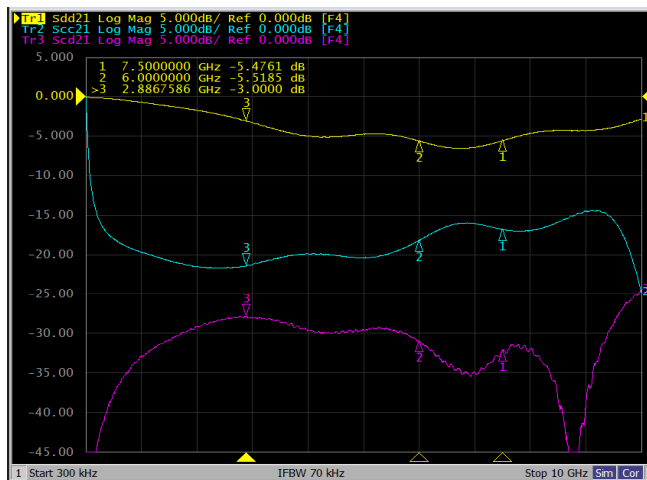 Tr1 Sdd21 Log Mag 5.000dB/ Ref 0.000dB [F4]
Tr2 Scc21 Log Mag 5.000dB/ Ref 0.000dB [F4]
Tr3 Scd21 Log Mag 5.000dB/ Ref 0.000dB [F4]
5.000
1 7.5000000 GHz -5.4761 dB
2 6.0000000 GHz -5.5185 dB
>3 2.8867586 GHz -3.0000 dB
0.000
3
1
-5.000
2 1
-10.00
-15.00
3
-20.00
2 1
-25.00
2
3
-30.00
2 1
-35.00
-40.00
-45.00
1 Start 300 kHz IFBW 70 kHz Stop 10 GHz Sim Cor